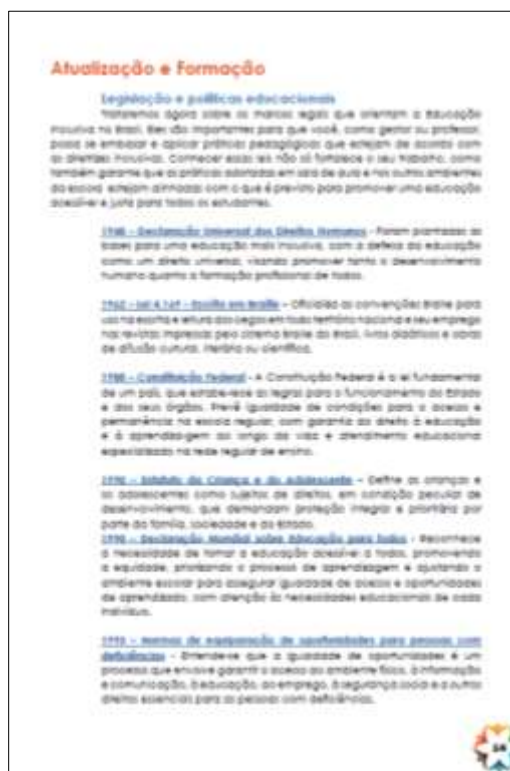 Atualização e Formação
Legislação e políticas educacionais
Trataremos agora sobre os marcos legais que orientam a Educação
Inclusiva no Brasil. Eles são importantes para que você, como gestor ou professor,
possa se embasar e aplicar práticas pedagógicas que estejam de acordo com
as diretrizes inclusivas. Conhecer essas leis não só fortalece o seu trabalho, como
também garante que as práticas adotadas em sala de aula e nos outros ambientes
da escola estejam alinhadas com o que é previsto para promover uma educação
acessível e justa para todos os estudantes.
1948 – Declaração Universal dos Direitos Humanos - Foram plantadas as
bases para uma educação mais inclusiva, com a defesa da educação
como um direito universal, visando promover tanto o desenvolvimento
humano quanto a formação profissional de todos.
1962 – Lei 4.169 – Escrita em Braille – Oficializa as convenções Braille para
uso na escrita e leitura dos cegos em todo território nacional e seu emprego
nas revistas impressas pelo sistema Braille do Brasil, livros didáticos e obras
de difusão cultural, literária ou científica.
1988 – Constituição Federal - A Constituição Federal é a lei fundamental
de um país, que estabelece as regras para o funcionamento do Estado
e dos seus órgãos. Prevê igualdade de condições para o acesso e
permanência na escola regular, com garantia do direito à educação
e à aprendizagem ao longo da vida e atendimento educacional
especializado na rede regular de ensino.
1990 – Estatuto da Criança e do adolescente – Define as crianças e
os adolescentes como sujeitos de direitos, em condição peculiar de
desenvolvimento, que demandam proteção integral e prioritária por
parte da família, sociedade e do Estado.
1990 – Declaração Mundial sobre Educação para todos - Reconhece
a necessidade de tornar a educação acessível a todos, promovendo
a equidade, priorizando o processo de aprendizagem e ajustando o
ambiente escolar para assegurar igualdade de acesso e oportunidades
de aprendizado, com atenção às necessidades educacionais de cada
indivíduo.
1993 – Normas de equiparação de oportunidades para pessoas com
deficiências - Entende-se que a igualdade de oportunidades é um
processo que envolve garantir o acesso ao ambiente físico, à informação
e comunicação, à educação, ao emprego, à segurança social e a outros
direitos essenciais para as pessoas com deficiências.